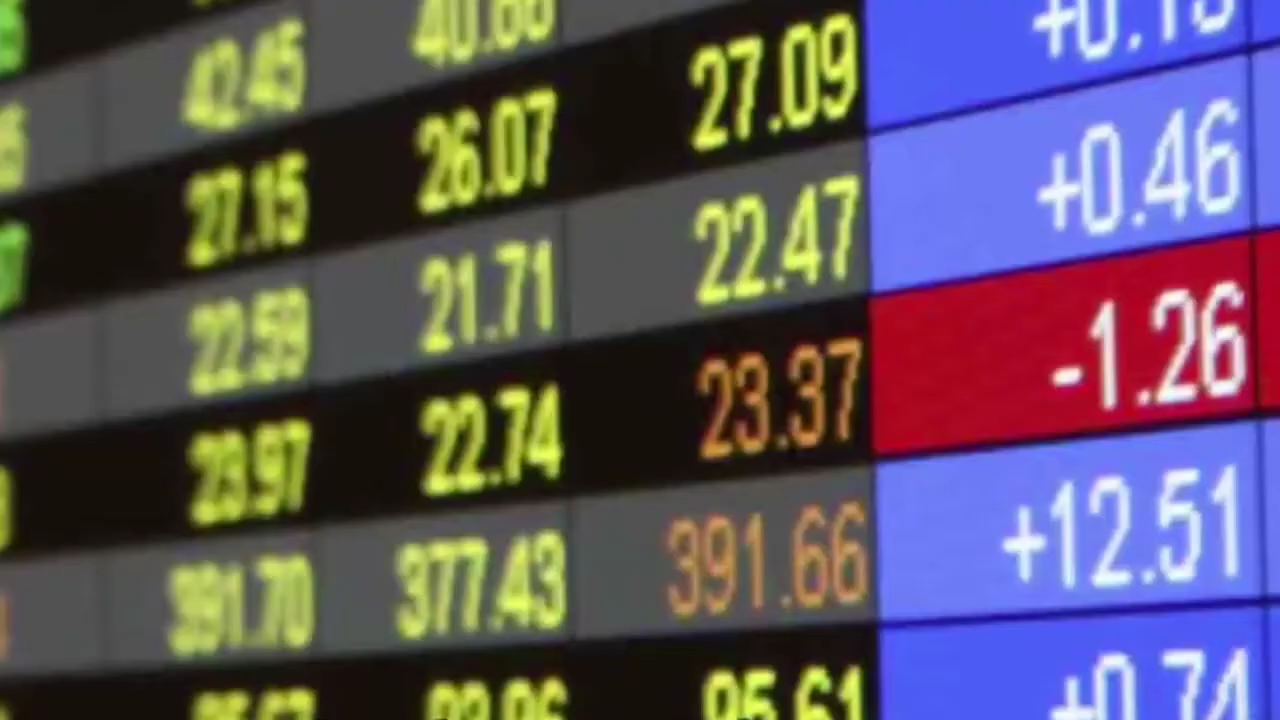 42.45 40.66
27.15 26.07 27.09 +0.13
22.59 21.71 22.47 +0.46
23.97 22.74 23.37 -1.26
391.70 377.43 391.66 +12.51
95.61 +0.74